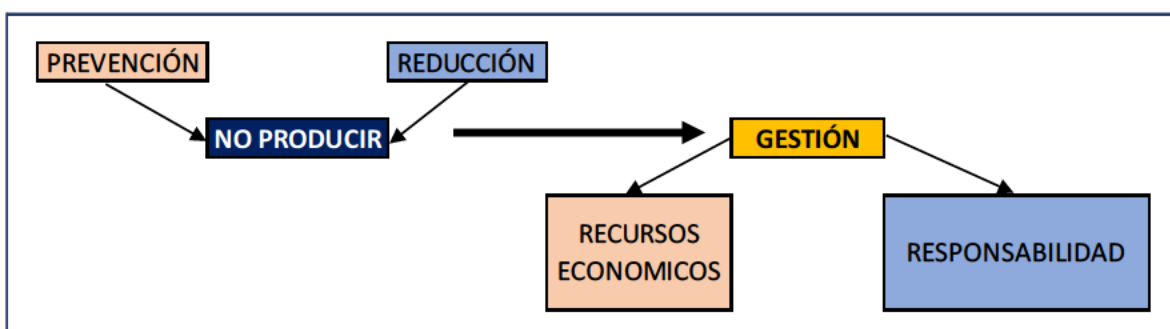 PREVENCIÓN
REDUCCIÓN
NO PRODUCIR
GESTIÓN
RECURSOS
ECONOMICOS
RESPONSABILIDAD